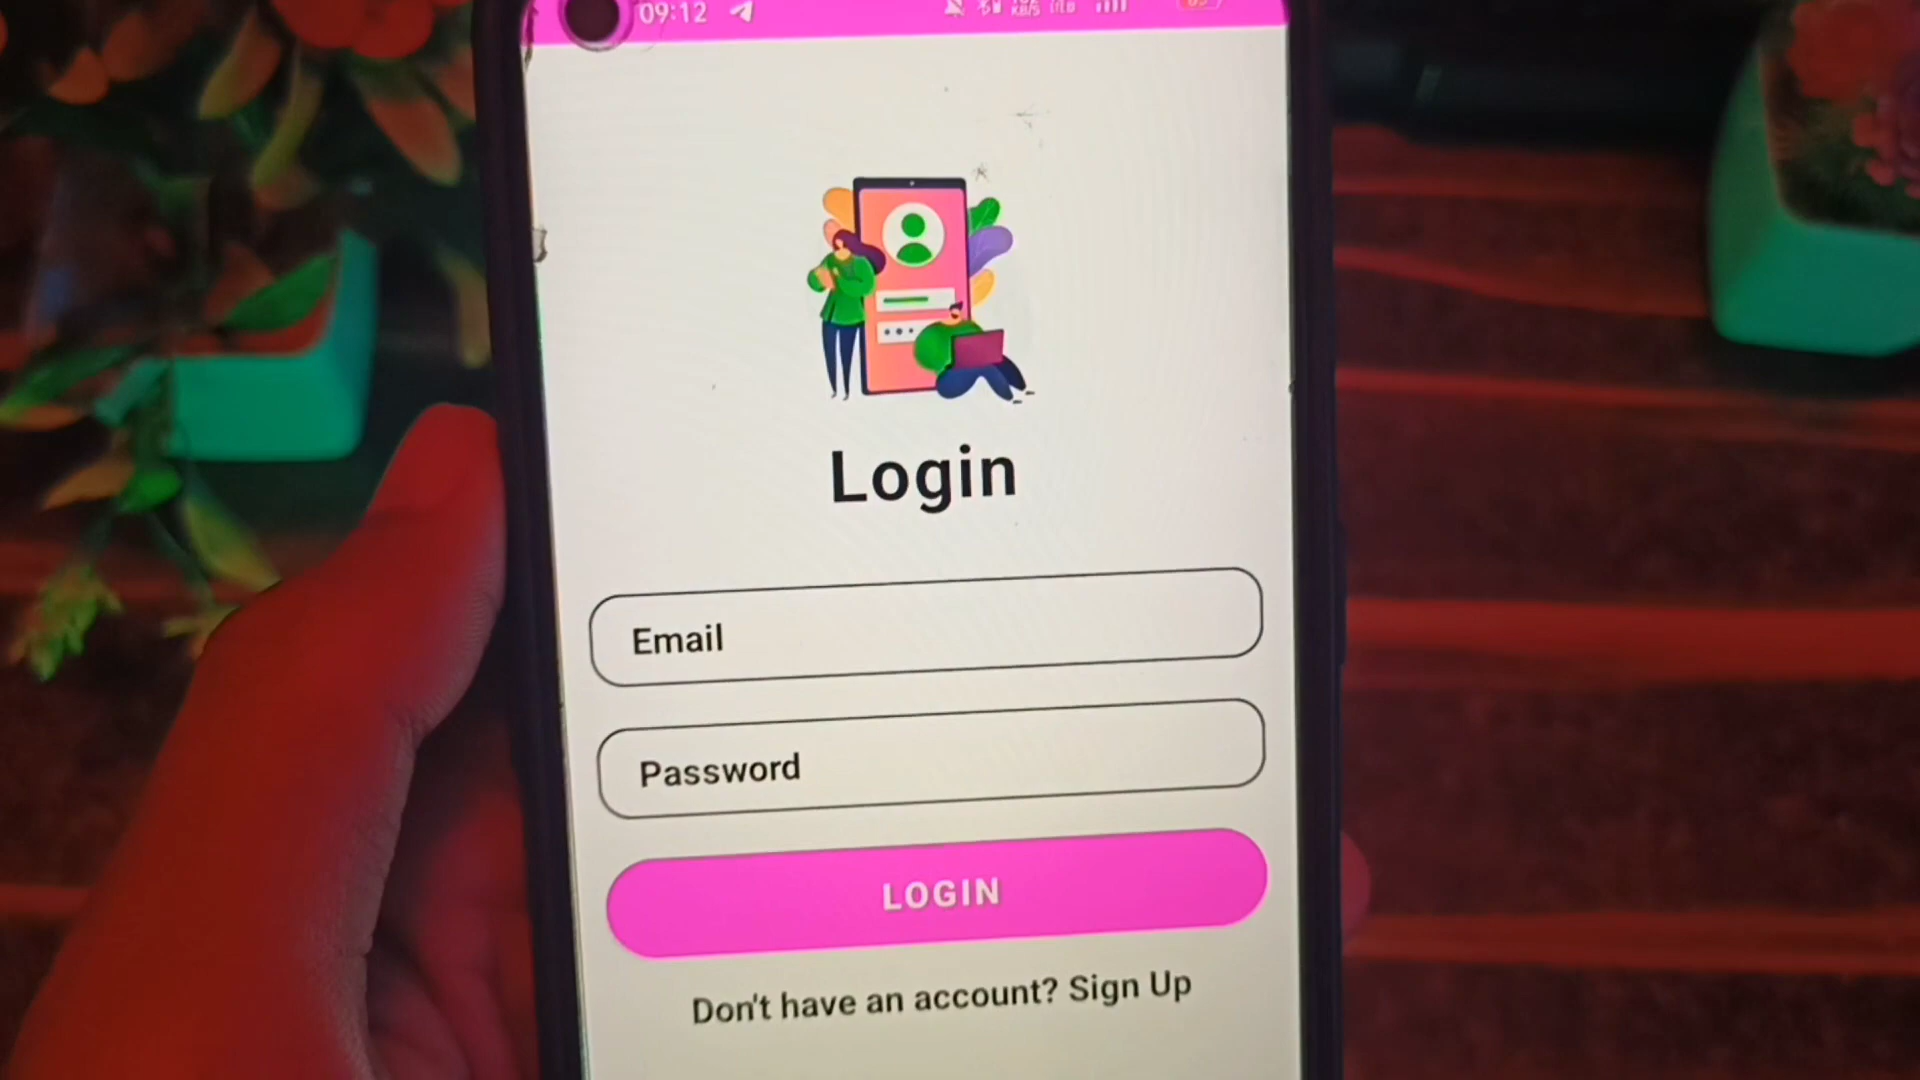 09:12
Login
Email
Password
LOGIN
Don't have an account? Sign Up